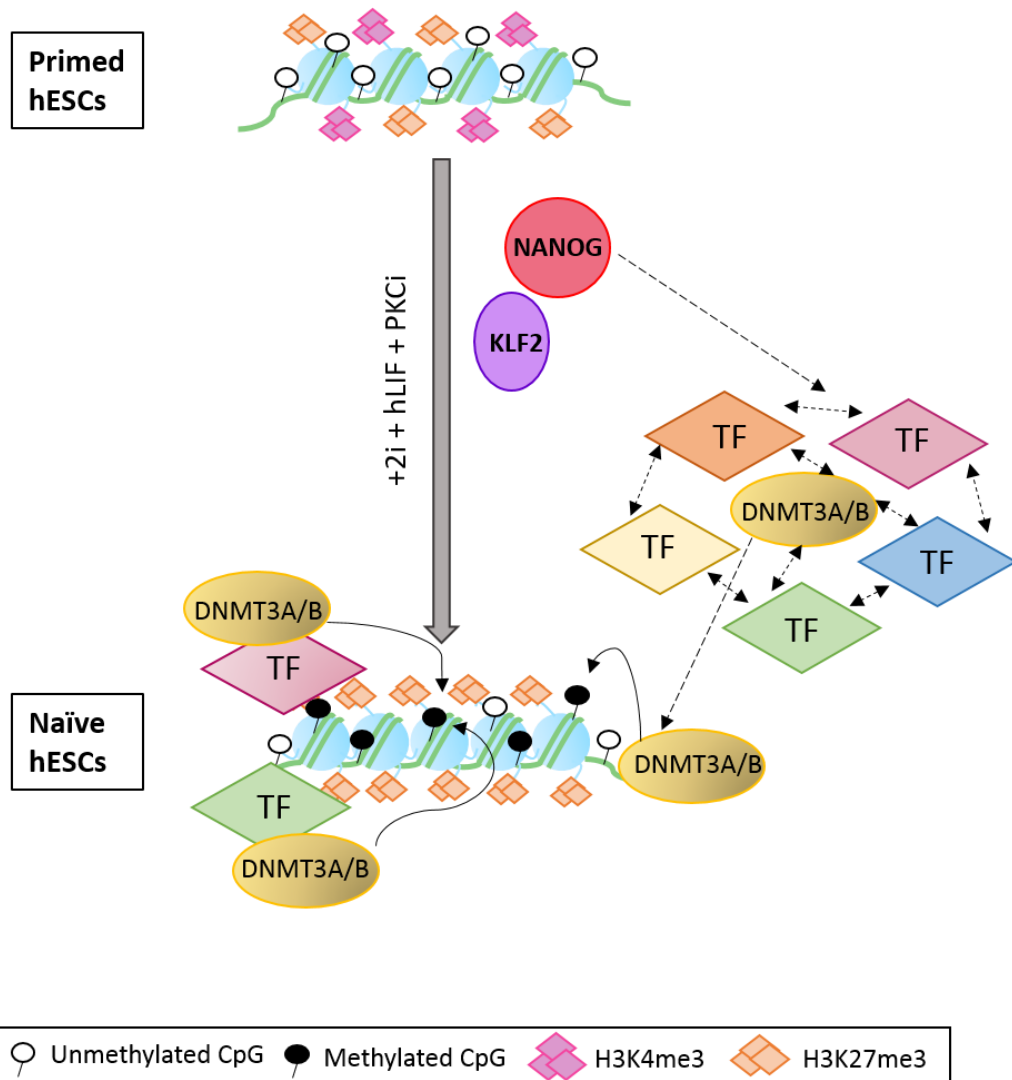 Primed
hESCs
NANOG
KLF2
+2i + hLIF + PKCi
TF
TF
DNMT3A/B
TF
TF
TF
DNMT3A/B
TF
Naïve
hESCs
DNMT3A/B
TF
DNMT3A/B
Unmethylated CpG
Methylated CpG
H3K4me3
H3K27me3